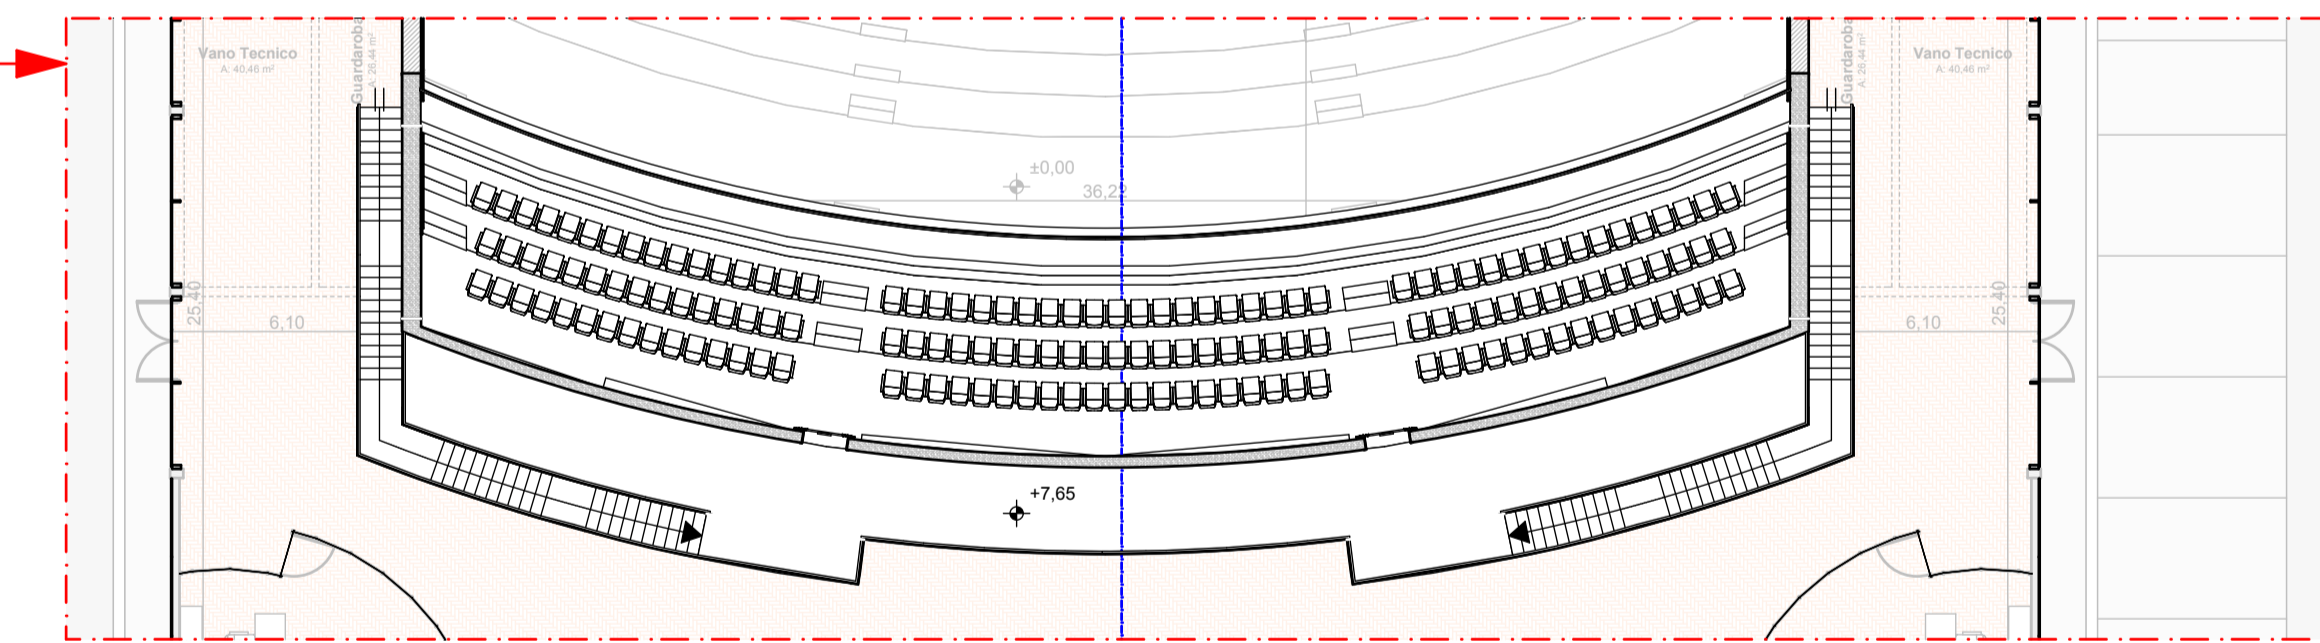 Vano Tecnico
A: 40,46 m²
Guardaroba
A: 26,44 m²
Guardaroba
A: 26,44 m²
Vano Tecnico
A: 40,46 m²
±0,00
36,22
25,40
6,10
6,10
25,40
+7,65